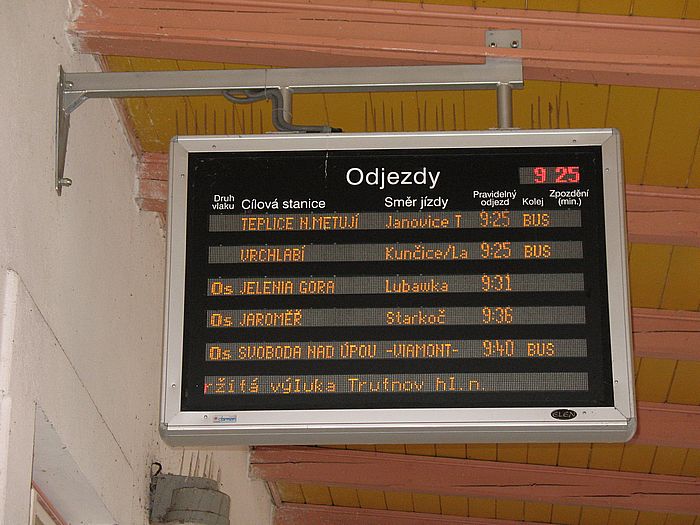 Odjezdy 9 25
Druh vlaku Cílová stanice Směr jízdy Pravidelný odjezd Kolej Zpoždění (min.)
TEPLICE N.METUJÍ Janovice T 9:25 BUS
VRCHLABÍ Kunčice/La 9:25 BUS
Os JELENIA GORA Lubawka 9:31
Os JAROMĚŘ Starkoč 9:36
Os SVOBODA NAD ÚPOU -VIAMONT- 9:40 BUS
ržitá výluka Trutnov hl.n.
ELEN